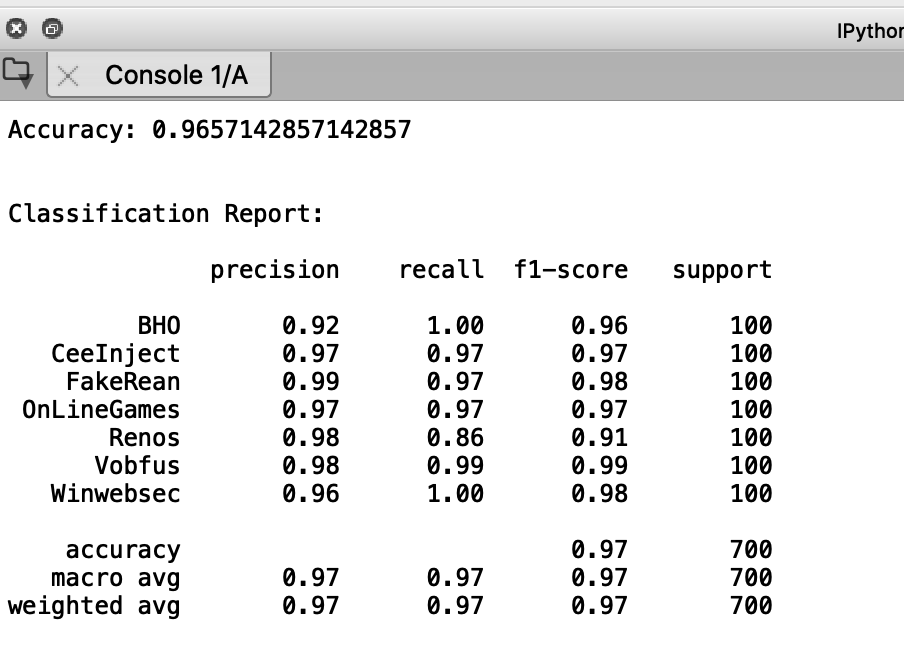 IPython
Console 1/A
Accuracy: 0.9657142857142857
Classification Report:
precision recall f1-score support
BHO 0.92 1.00 0.96 100
CeeInject 0.97 0.97 0.97 100
FakeRean 0.99 0.97 0.98 100
OnLineGames 0.97 0.97 0.97 100
Renos 0.98 0.86 0.91 100
Vobfus 0.98 0.99 0.99 100
Winwebsec 0.96 1.00 0.98 100
accuracy 0.97 700
macro avg 0.97 0.97 0.97 700
weighted avg 0.97 0.97 0.97 700